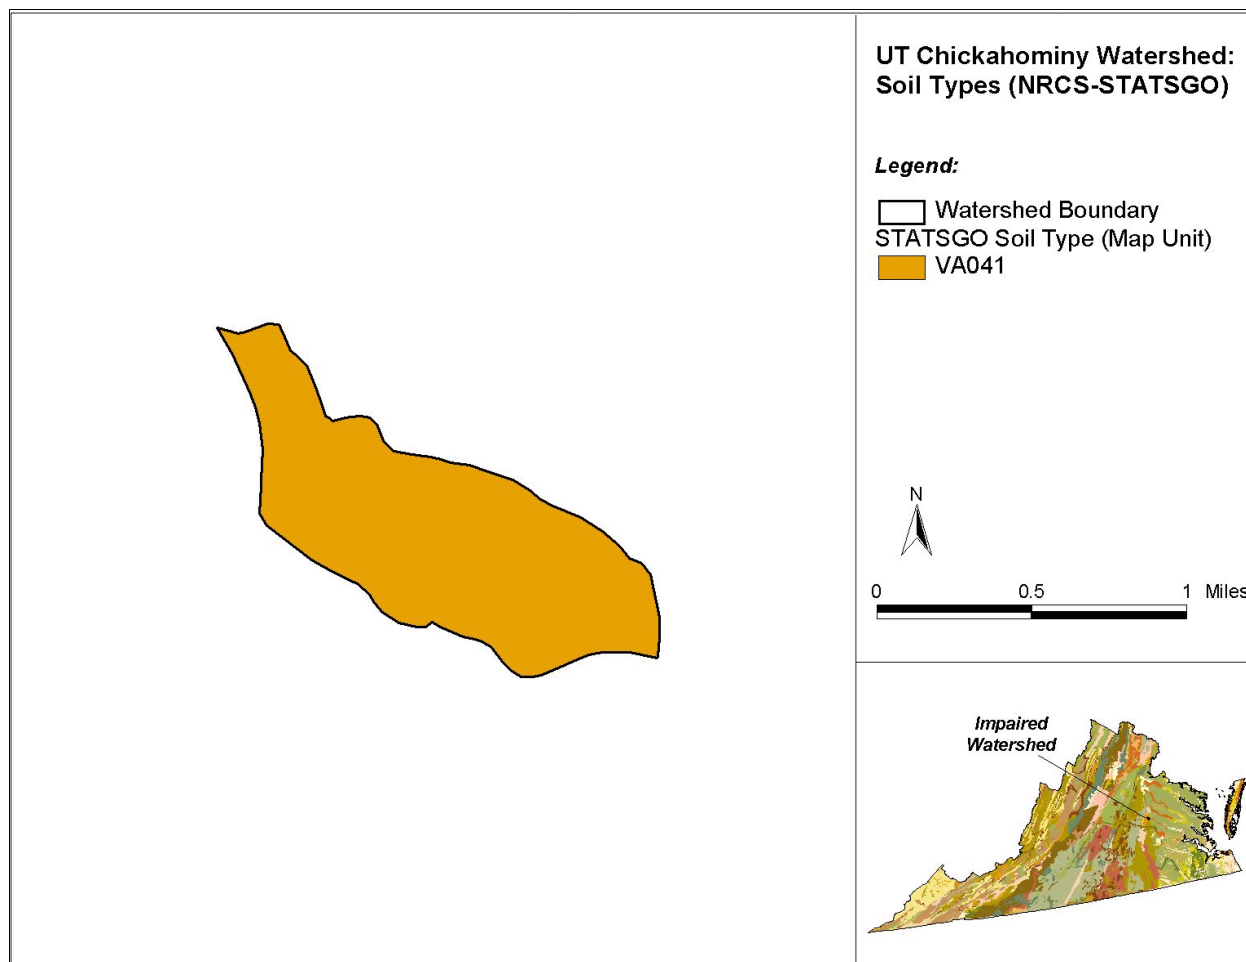 UT Chickahominy Watershed:
Soil Types (NRCS-STATSGO)
Legend:
Watershed Boundary
STATSGO Soil Type (Map Unit)
VA041
N
0 0.5 1 Miles
Impaired
Watershed